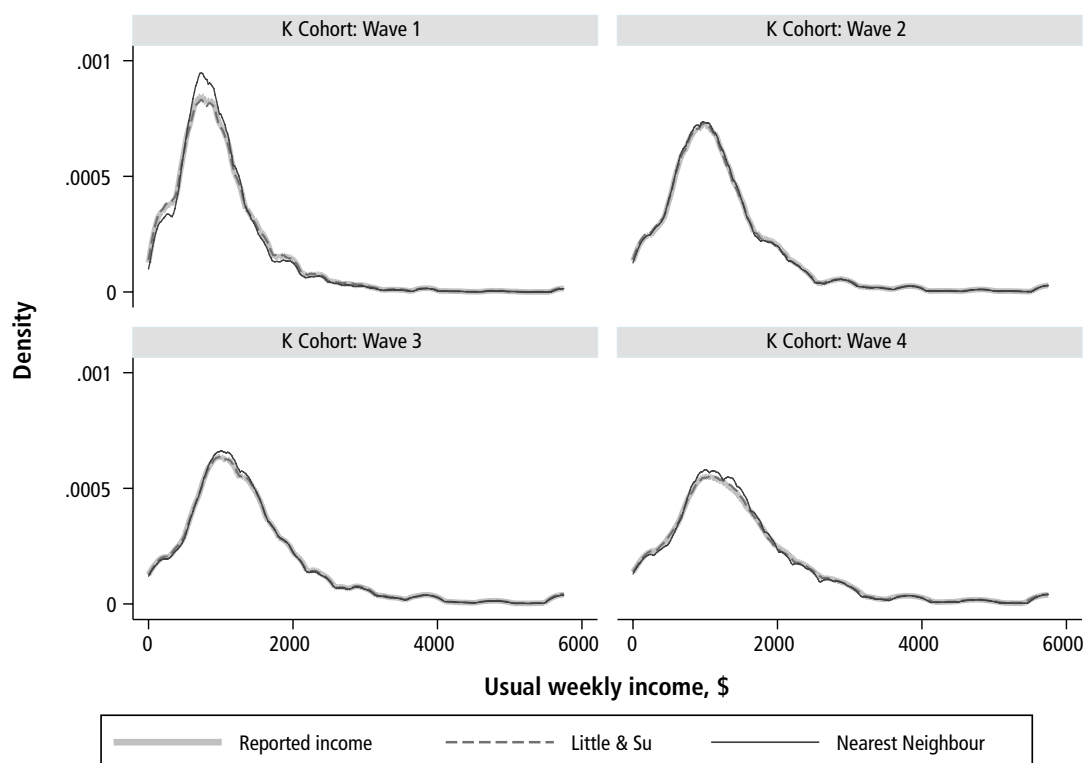 K Cohort: Wave 1
K Cohort: Wave 2
.001
.0005
0
K Cohort: Wave 3
K Cohort: Wave 4
.001
.0005
0
0
2000
4000
6000
0
2000
4000
6000
Density
Usual weekly income, $
Reported income
Little & Su
Nearest Neighbour